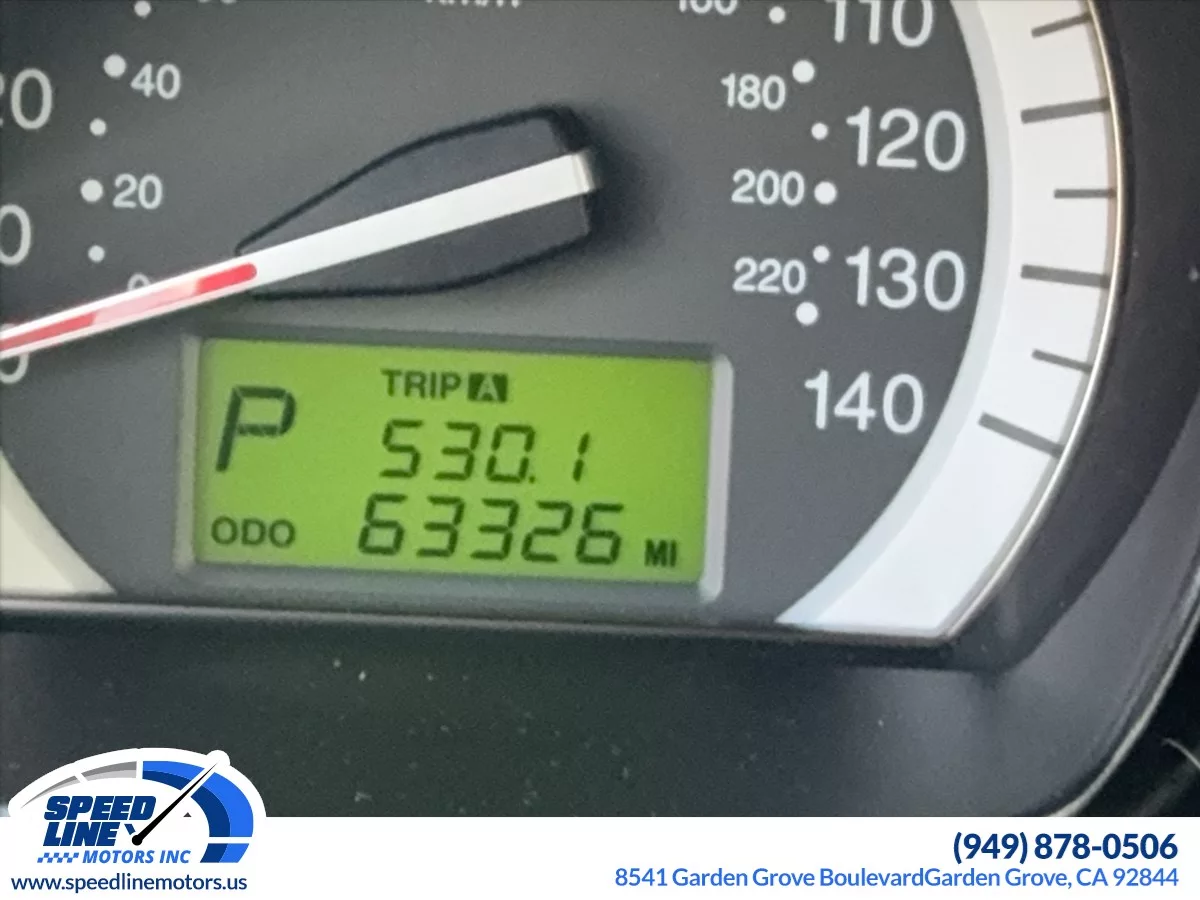 110
180
120
40
200
20
220
130
140
TRIP A
P
530.1
ODO 63326 MI
SPEED
LINE
MOTORS INC
www.speedlinemotors.us
(949) 878-0506
8541 Garden Grove BoulevardGarden Grove, CA 92844